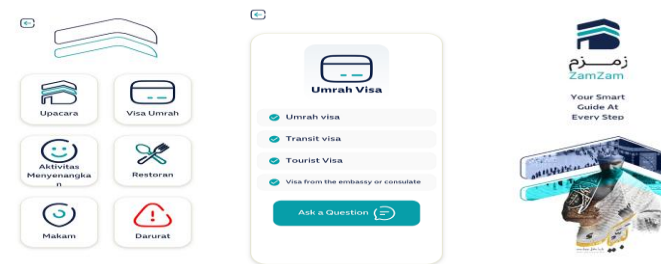 Upacara
Visa Umrah
Aktivitas
Menyenangka
n
Restoran
Makam
Darurat
Umrah Visa
Umrah visa
Transit visa
Tourist Visa
Visa from the embassy or consulate
Ask a Question
زمزم
ZamZam
Your Smart
Guide At
Every Step